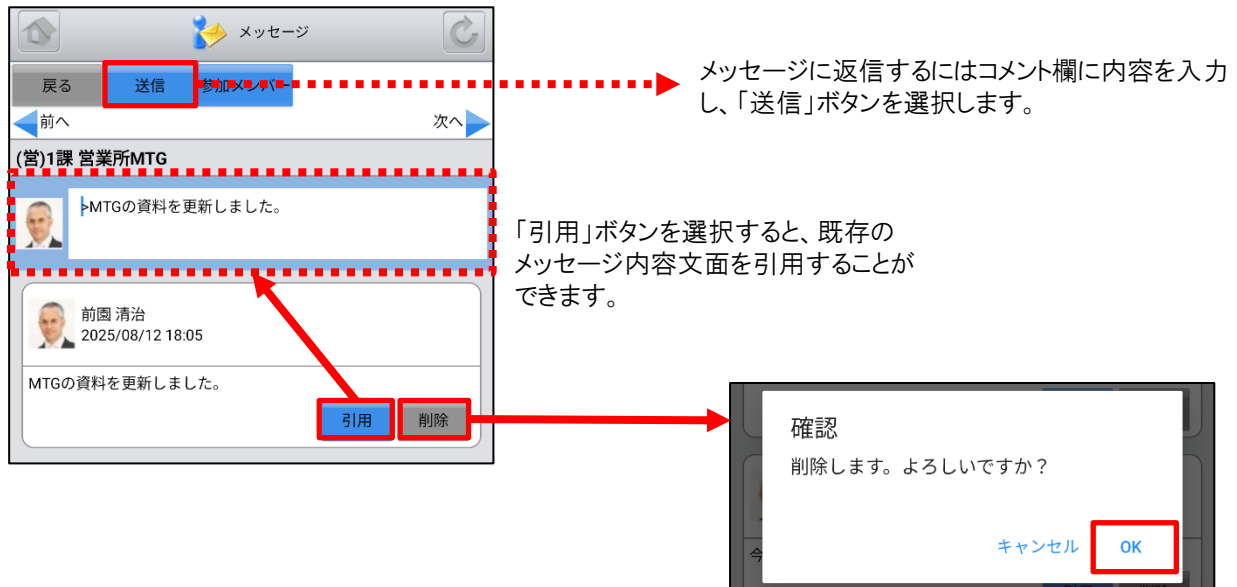 メッセージ
戻る
送信
参加メンバー
前へ
次へ
(営)1課 営業所MTG
>MTGの資料を更新しました。
前園 清治
2025/08/12 18:05
MTGの資料を更新しました。
引用
削除
メッセージに返信するにはコメント欄に内容を入力
し、「送信」ボタンを選択します。
「引用」ボタンを選択すると、既存の
メッセージ内容文面を引用することが
できます。
確認
削除します。よろしいですか？
キャンセル
OK
今